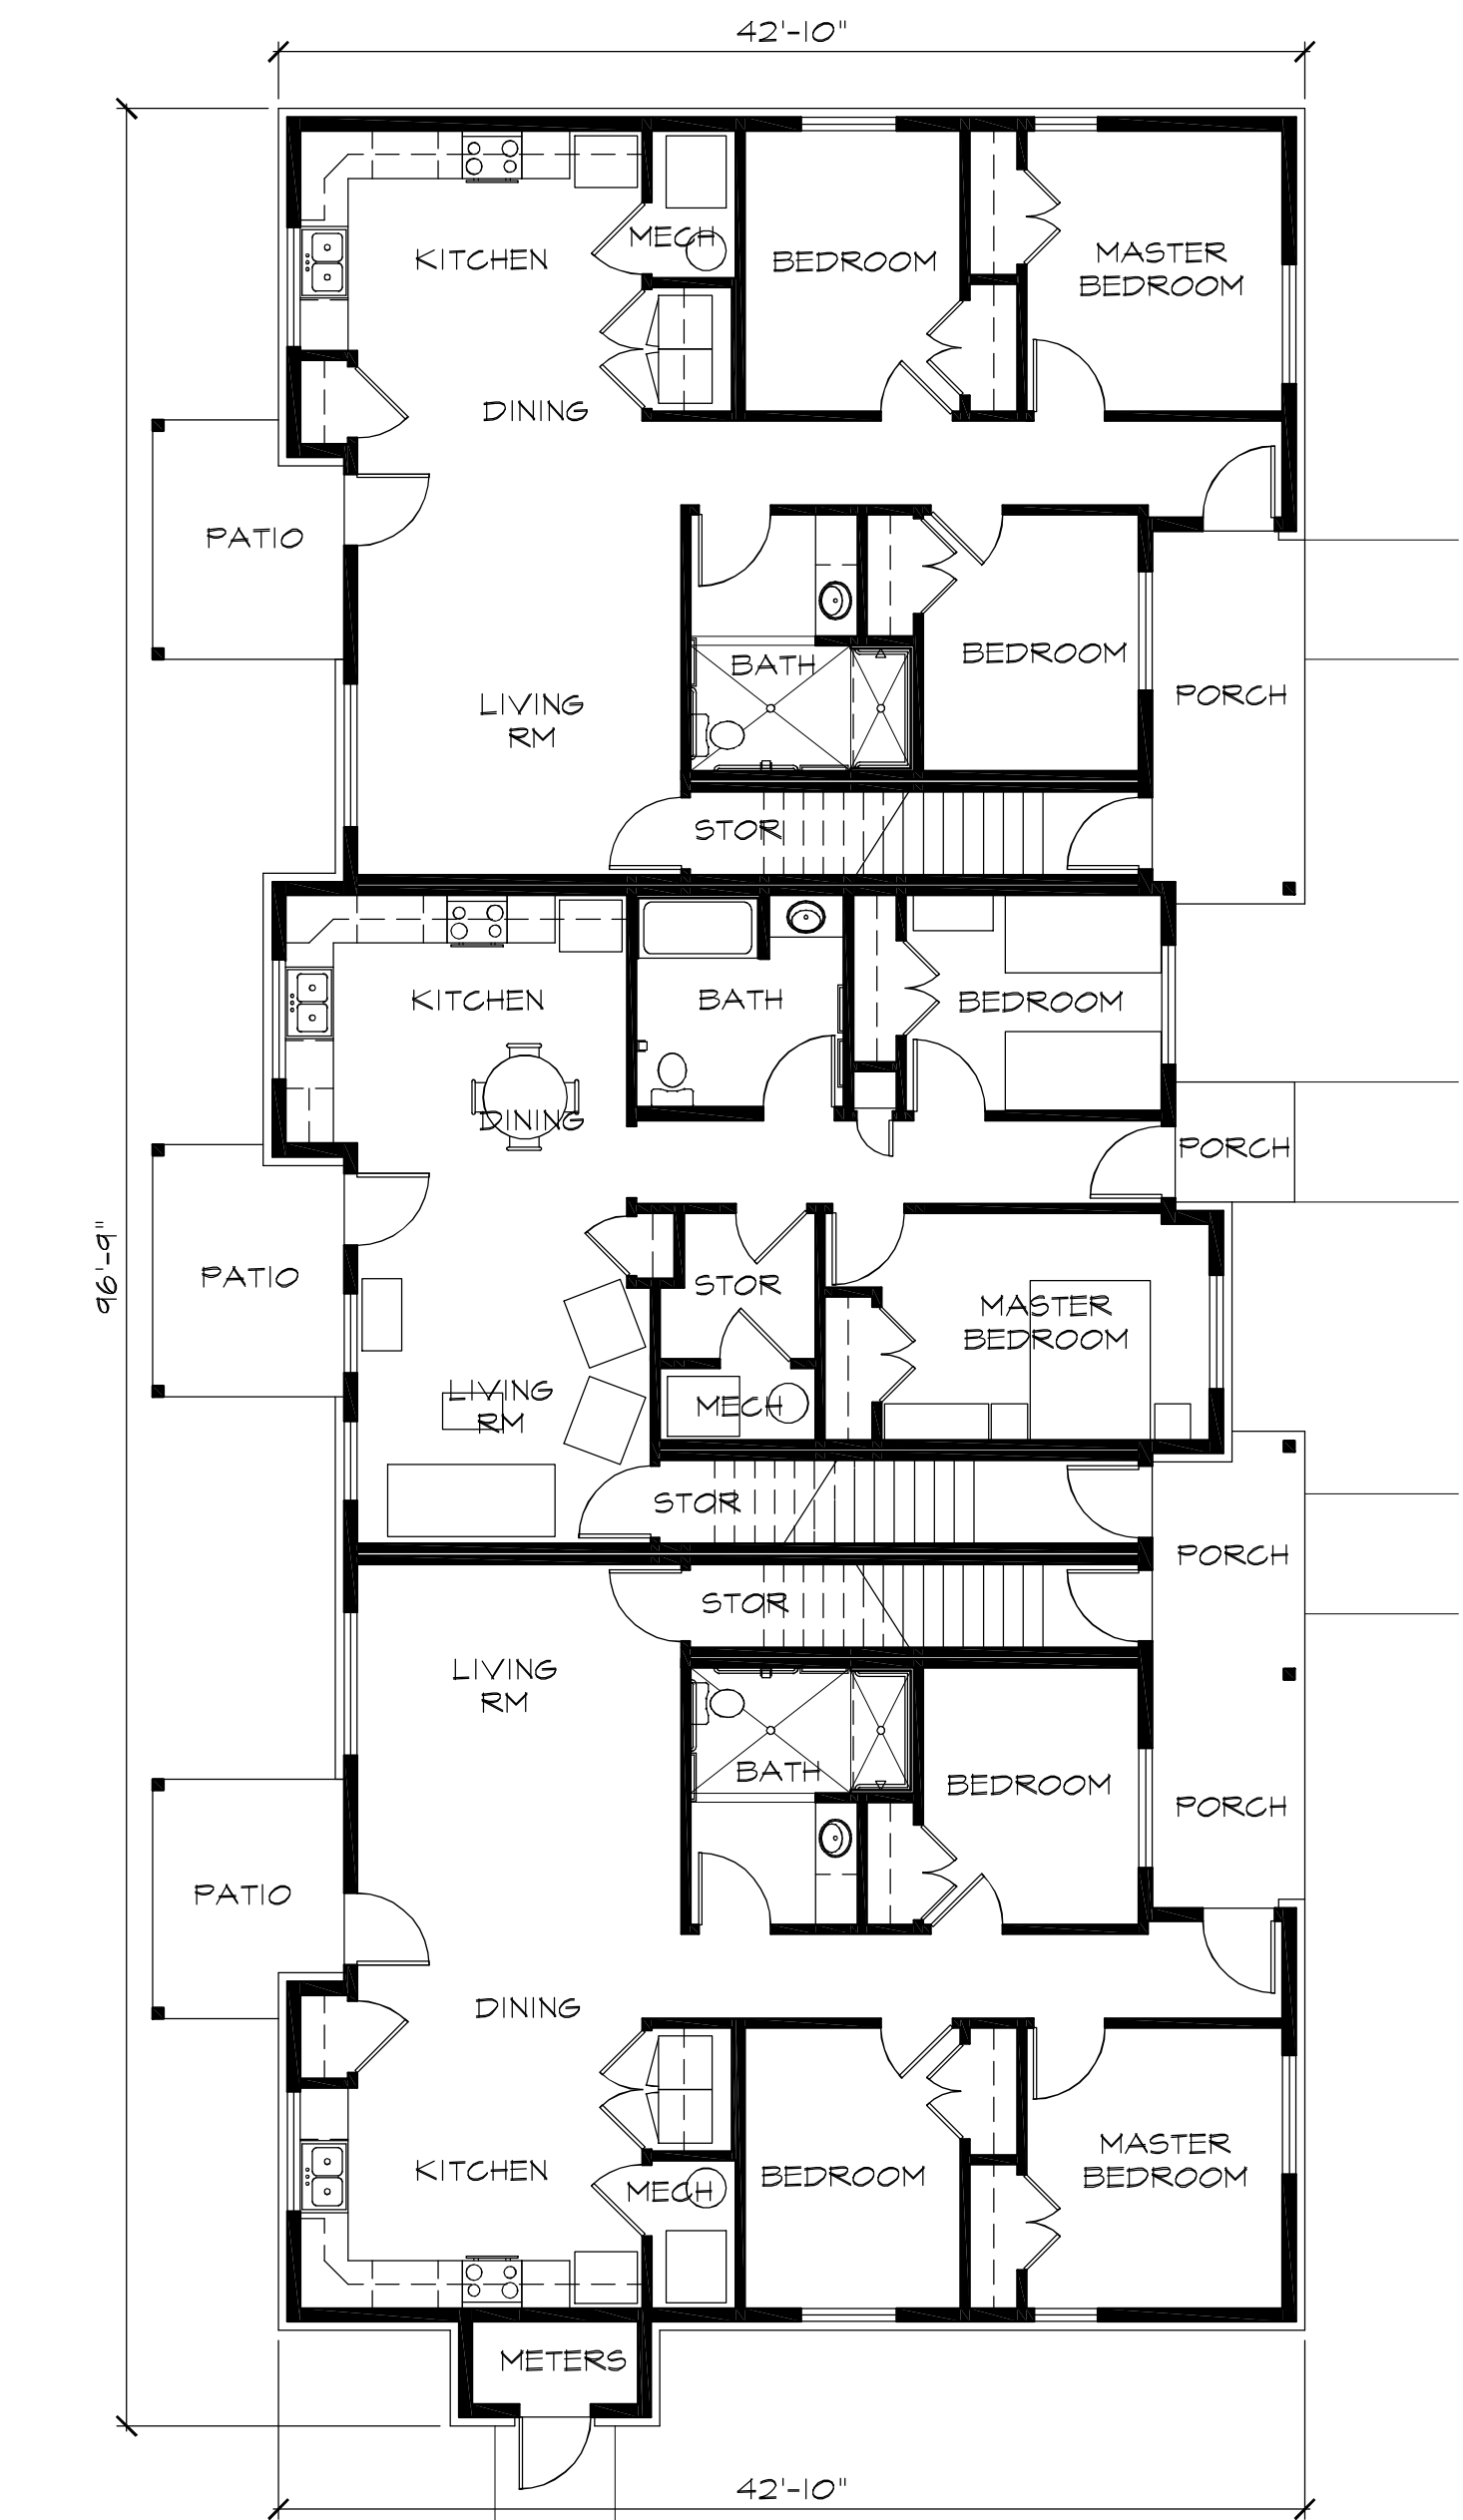 42'-10"
KITCHEN
MECH
BEDROOM
MASTER
BEDROOM
DINING
PATIO
BATH
BEDROOM
LIVING
RM
PORCH
STOR
KITCHEN
BATH
BEDROOM
DINING
PORCH
96'-9"
PATIO
STOR
MASTER
BEDROOM
LIVING
RM
MECH
STOR
PORCH
STOR
LIVING
RM
BATH
BEDROOM
PORCH
PATIO
DINING
KITCHEN
MECH
BEDROOM
MASTER
BEDROOM
METERS
42'-10"